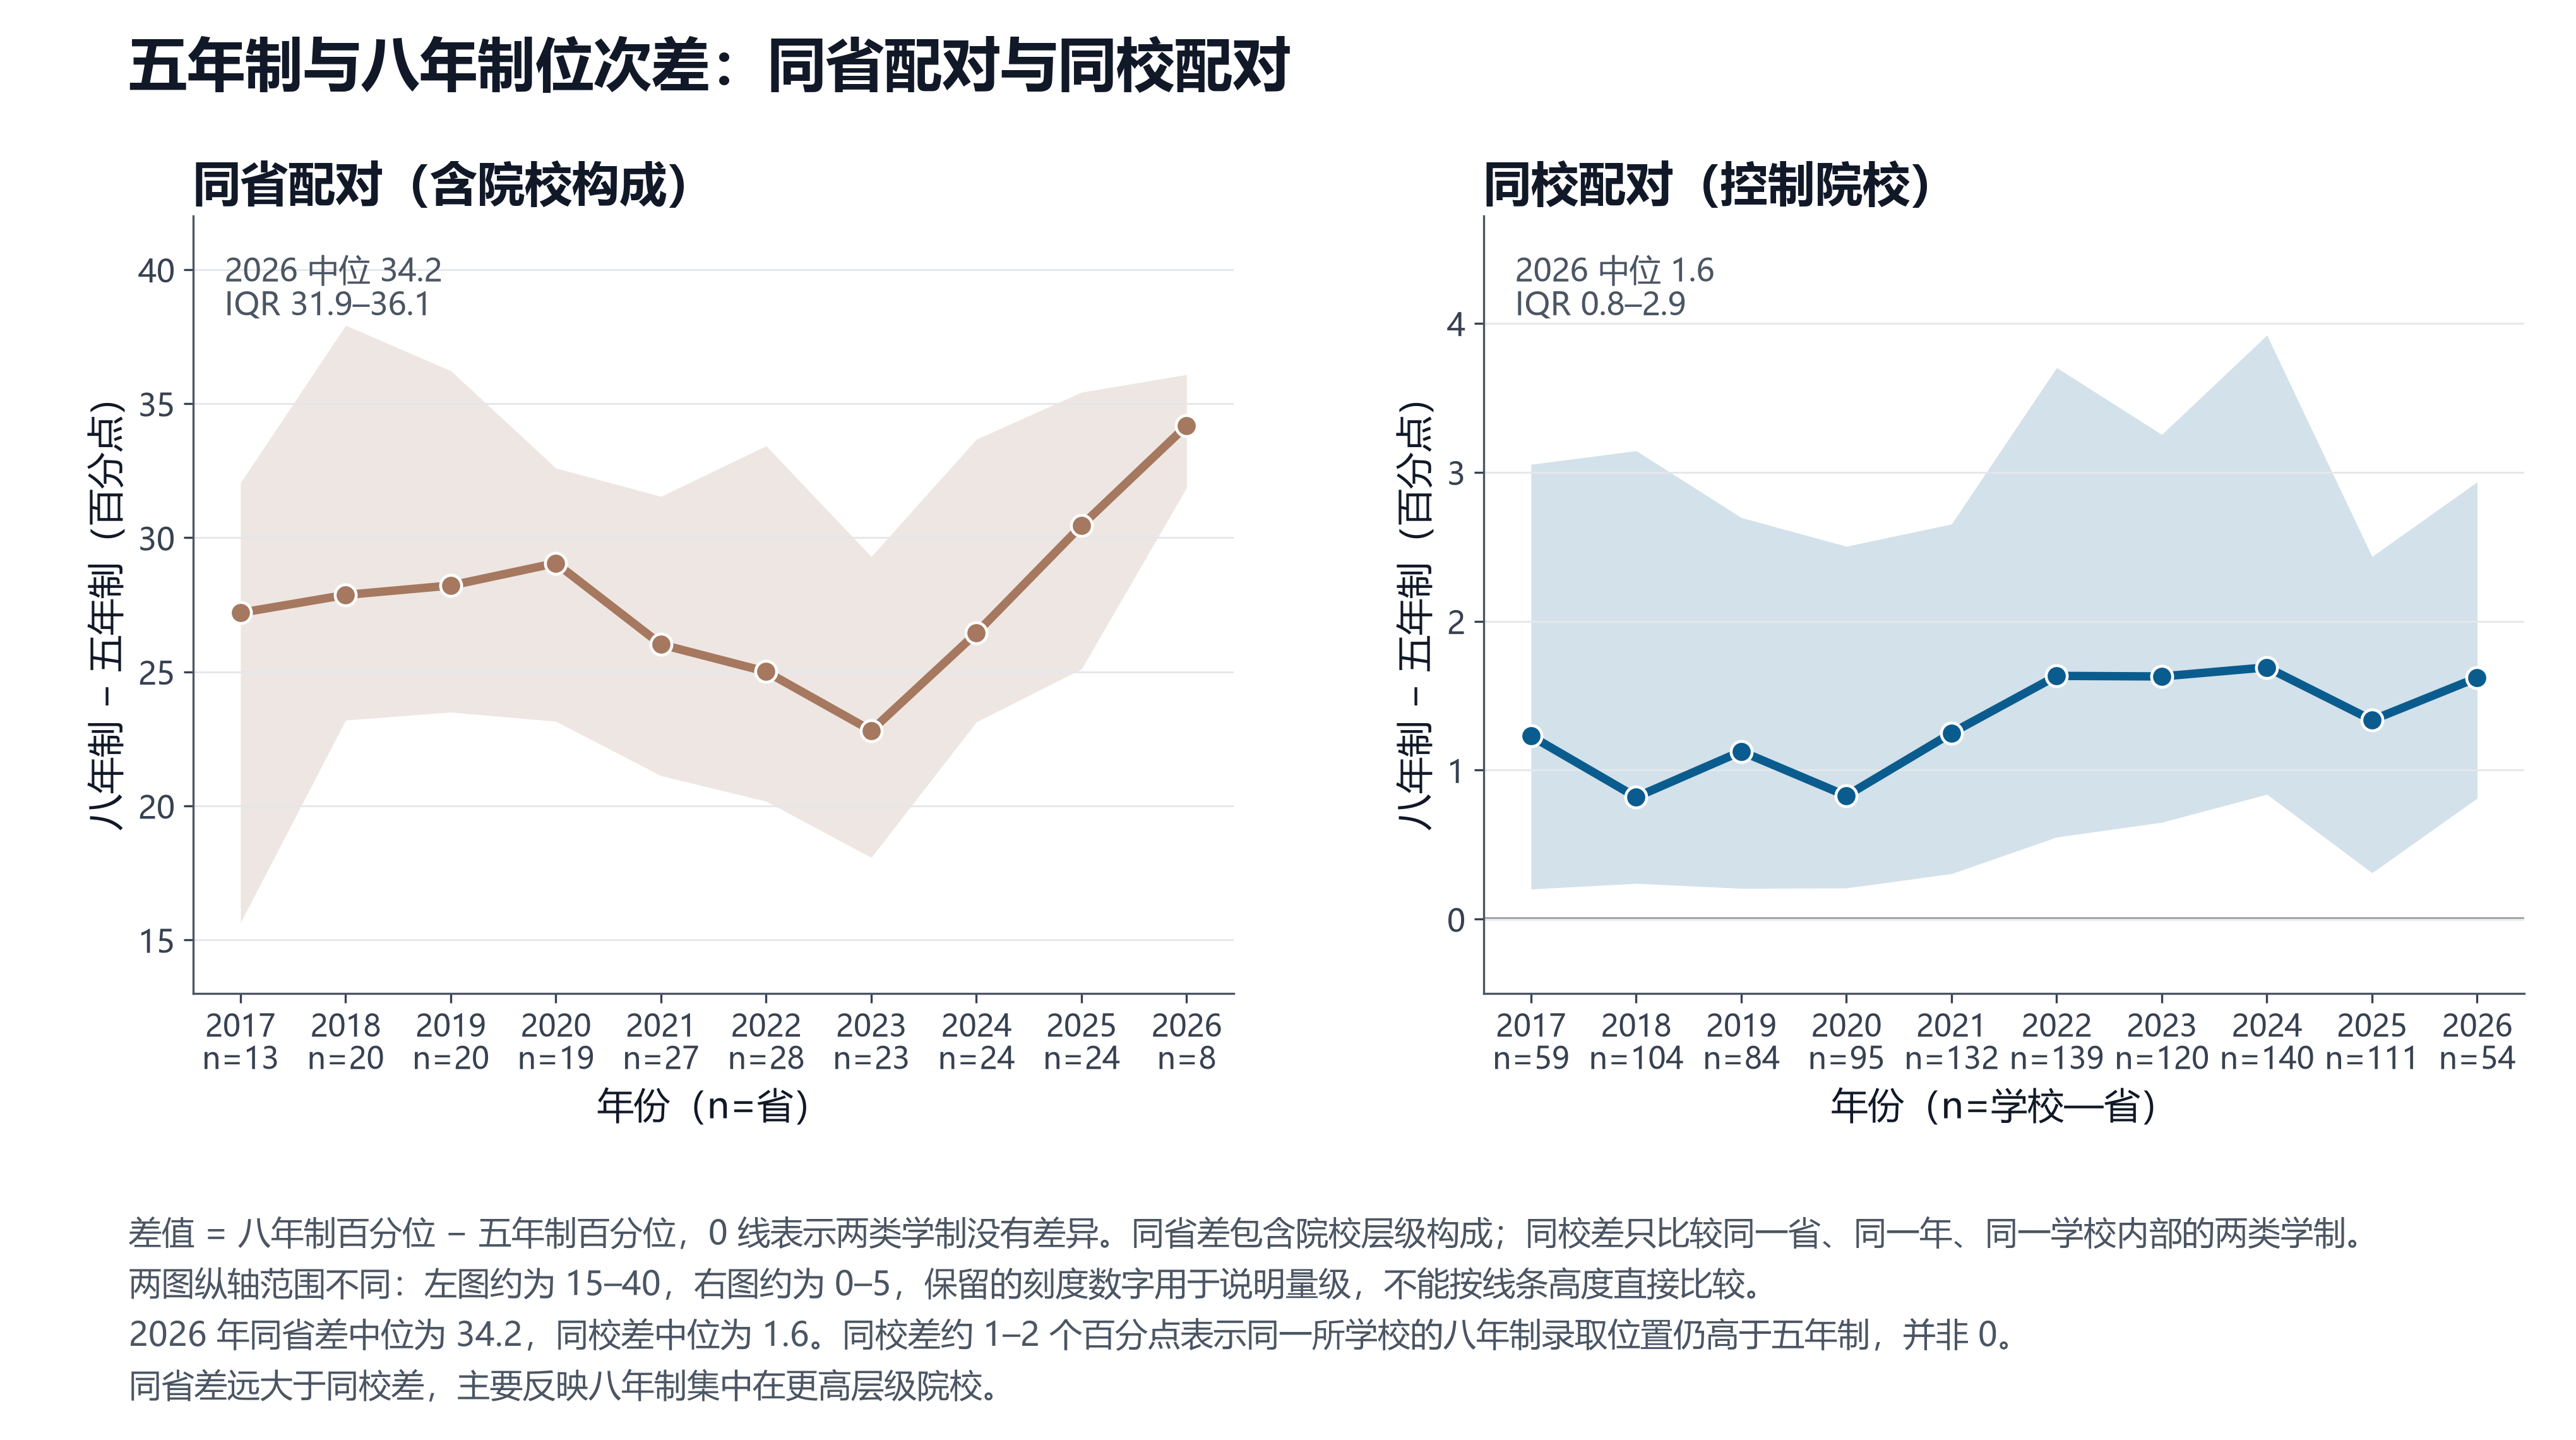 五年制与八年制位次差：同省配对与同校配对
同省配对（含院校构成）
2026 中位 34.2
IQR 31.9–36.1
八年制 − 五年制（百分点）
40
35
30
25
20
15
2017 2018 2019 2020 2021 2022 2023 2024 2025 2026
n=13 n=20 n=20 n=19 n=27 n=28 n=23 n=24 n=24 n=8
年份（n=省）
同校配对（控制院校）
2026 中位 1.6
IQR 0.8–2.9
八年制 − 五年制（百分点）
4
3
2
1
0
2017 2018 2019 2020 2021 2022 2023 2024 2025 2026
n=59 n=104 n=84 n=95 n=132 n=139 n=120 n=140 n=111 n=54
年份（n=学校—省）
差值 = 八年制百分位 − 五年制百分位，0 线表示两类学制没有差异。同省差包含院校层级构成；同校差只比较同一省、同一年、同一学校内部的两类学制。
两图纵轴范围不同：左图约为 15–40，右图约为 0–5，保留的刻度数字用于说明量级，不能按线条高度直接比较。
2026 年同省差中位为 34.2，同校差中位为 1.6。同校差约 1–2 个百分点表示同一所学校的八年制录取位置仍高于五年制，并非 0。
同省差远大于同校差，主要反映八年制集中在更高层级院校。